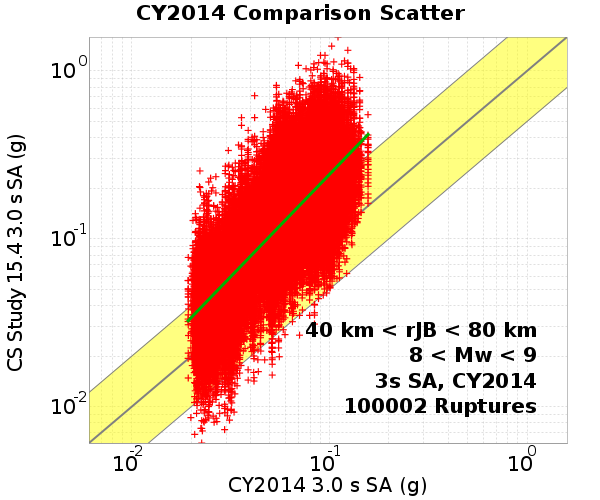 CY2014 Comparison Scatter
CS Study 15.4 3.0 s SA (g)
10^0
10^-1
10^-2
40 km < rJB < 80 km
8 < Mw < 9
3s SA, CY2014
100002 Ruptures
10^-2 10^-1 10^0
CY2014 3.0 s SA (g)